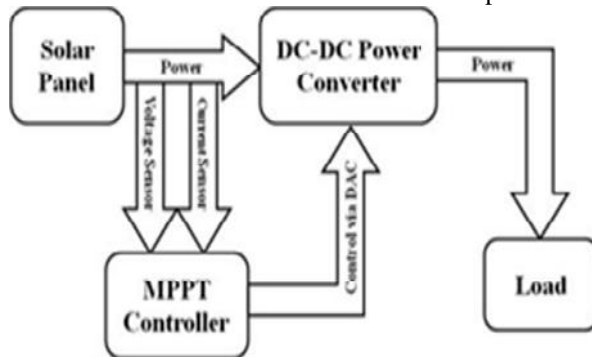 Solar
Panel
Power
DC-DC Power
Converter
Power
Voltage Sensor
Current Sensor
Control via DAC
MPPT
Controller
Load